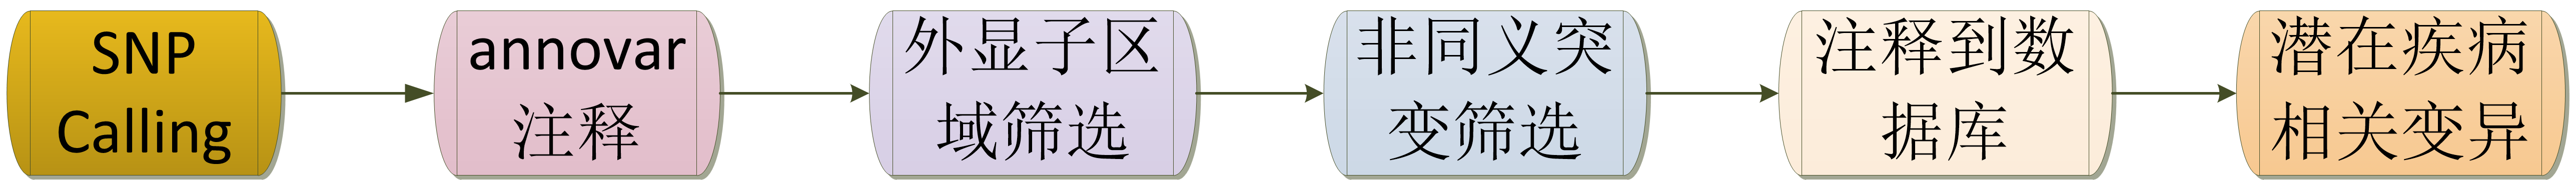 SNP
Calling
annovar
注释
外显子区
域筛选
非同义突
变筛选
注释到数
据库
潜在疾病
相关变异